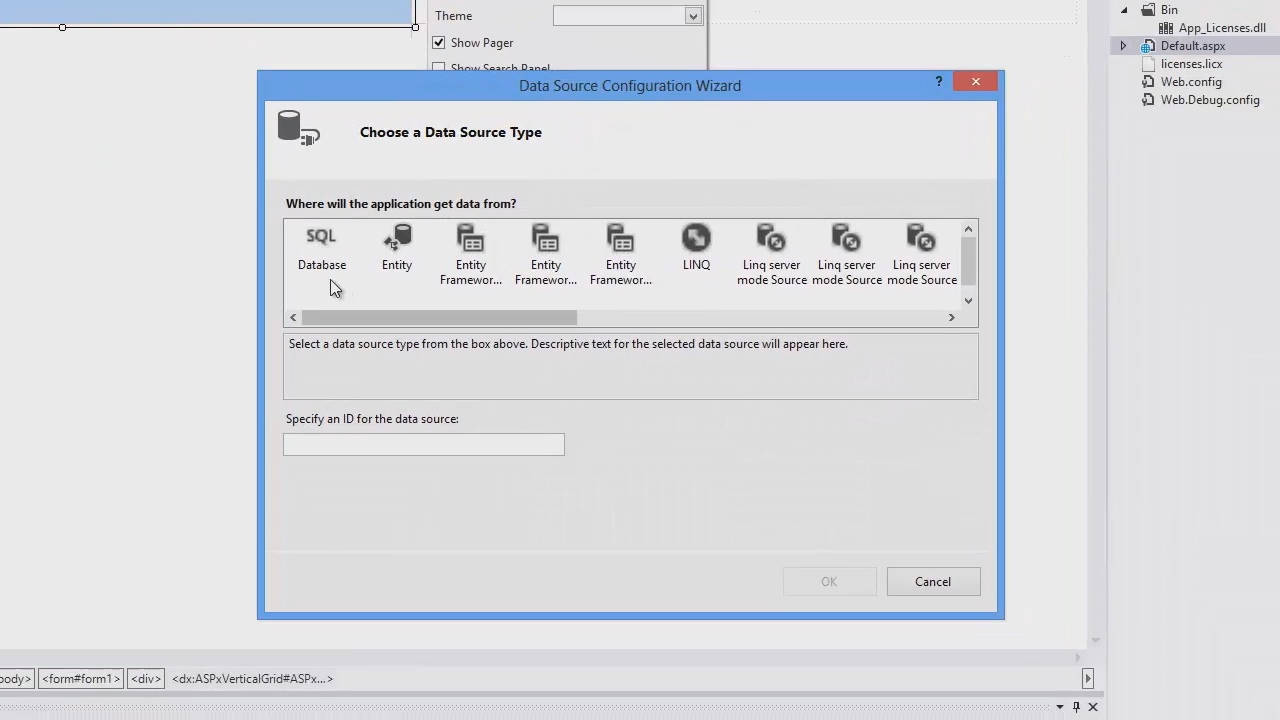 Theme
Show Pager
Show Search Panel
Bin
App_Licenses.dll
Default.aspx
licenses.licx
Web.config
Web.Debug.config
Data Source Configuration Wizard
?
Choose a Data Source Type
Where will the application get data from?
SQL
Database
Entity
Entity
Framewor...
Entity
Framewor...
Entity
Framewor...
LINQ
Linq server
mode Source
Linq server
mode Source
Linq server
mode Source
Select a data source type from the box above. Descriptive text for the selected data source will appear here.
Specify an ID for the data source:
OK
Cancel
body>
<form#form1>
<div>
<dx:ASPxVerticalGrid#ASPx...>